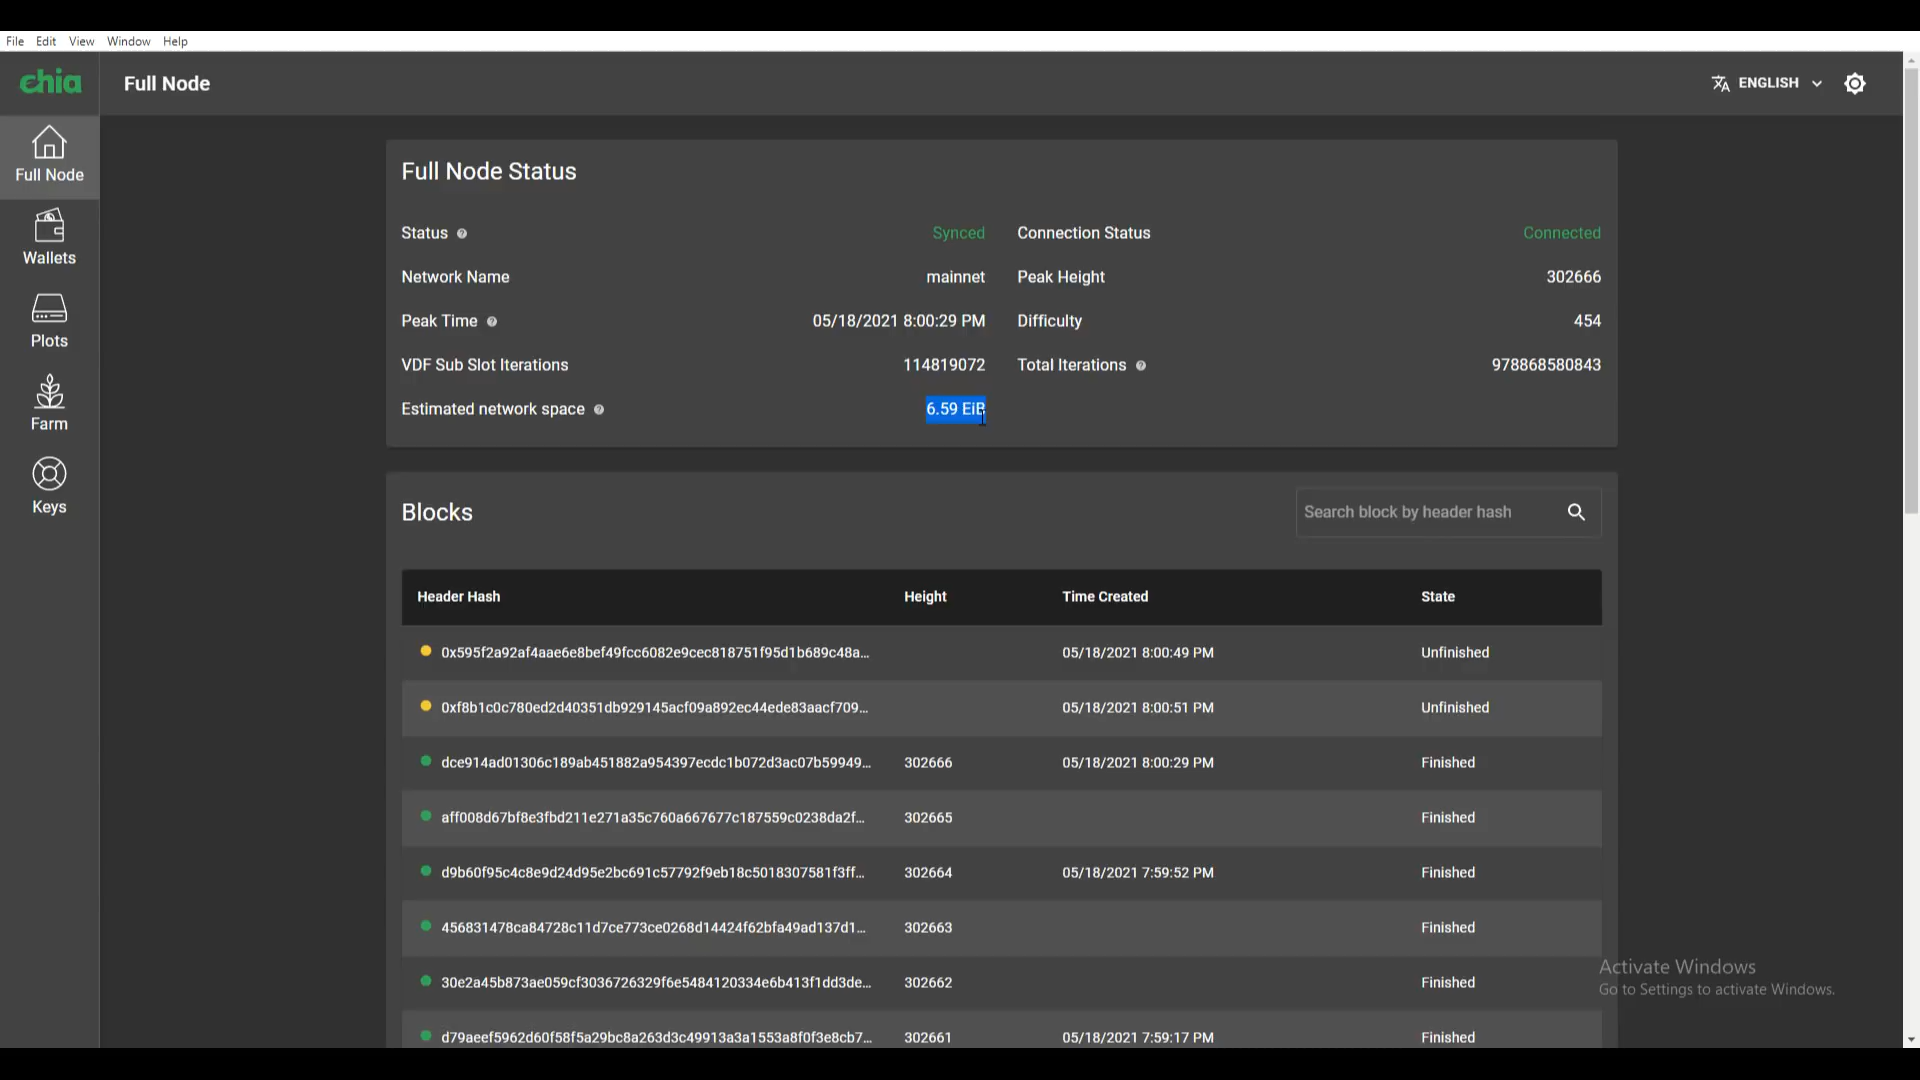 File Edit View Window Help
chia Full Node ENGLISH
Full Node
Wallets
Plots
Farm
Keys
Full Node Status
Status Synced Connection Status Connected
Network Name mainnet Peak Height 302666
Peak Time 05/18/2021 8:00:29 PM Difficulty 454
VDF Sub Slot Iterations 114819072 Total Iterations 978868580843
Estimated network space 6.59 EiB
Blocks Search block by header hash
Header Hash Height Time Created State
0x595f2a92af4aae6e8bef49fcc6082e9cec818751f95d1b689c48a... 05/18/2021 8:00:49 PM Unfinished
0xf8b1c0c780ed2d40351db929145acf09a892ec44ede83aacf709... 05/18/2021 8:00:51 PM Unfinished
dce914ad01306c189ab451882a954397ecdc1b072d3ac07b59949... 302666 05/18/2021 8:00:29 PM Finished
aff008d67bf8e3fbd211e271a35c760a667677c187559c0238da2f... 302665 Finished
d9b60f95c4c8e9d24d95e2bc691c57792f9eb18c5018307581f3ff... 302664 05/18/2021 7:59:52 PM Finished
456831478ca84728c11d7ce773ce0268d14424f62bfa49ad137d1... 302663 Finished
30e2a45b873ae059cf3036726329f6e5484120334e6b413f1dd3de... 302662 Finished
d79aeef5962d60f58f5a29bc8a263d3c49913a3a1553a8f0f3e8cb7... 302661 05/18/2021 7:59:17 PM Finished
Activate Windows
Go to Settings to activate Windows.